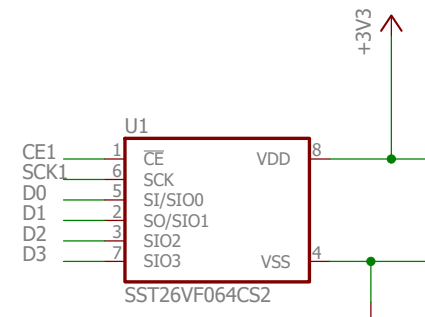 +3V3
U1
CE1 1 CE VDD 8
SCK1 6 SCK
D0 5 SI/SIO0
D1 2 SO/SIO1
D2 3 SIO2
D3 7 SIO3 VSS 4
SST26VF064CS2